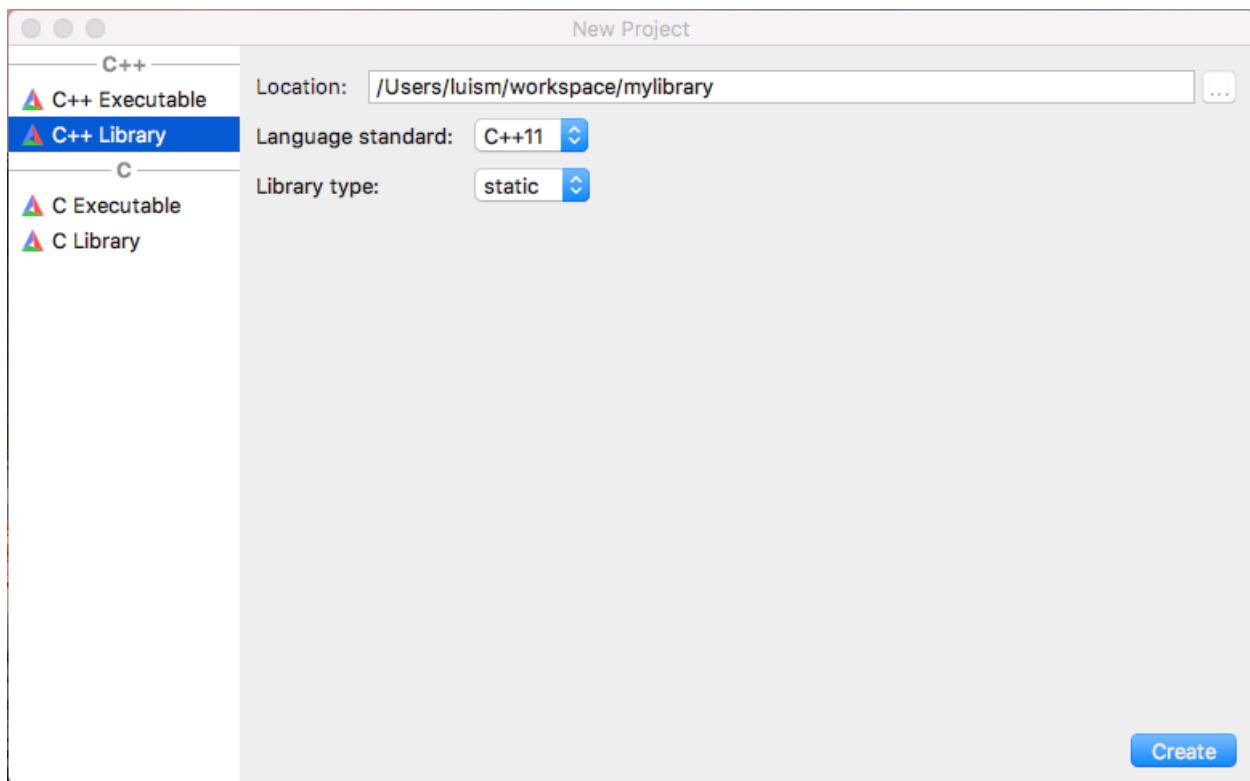 New Project
C++
C++ Executable
C++ Library
C
C Executable
C Library
Location: /Users/luism/workspace/mylibrary ...
Language standard: C++11
Library type: static
Create